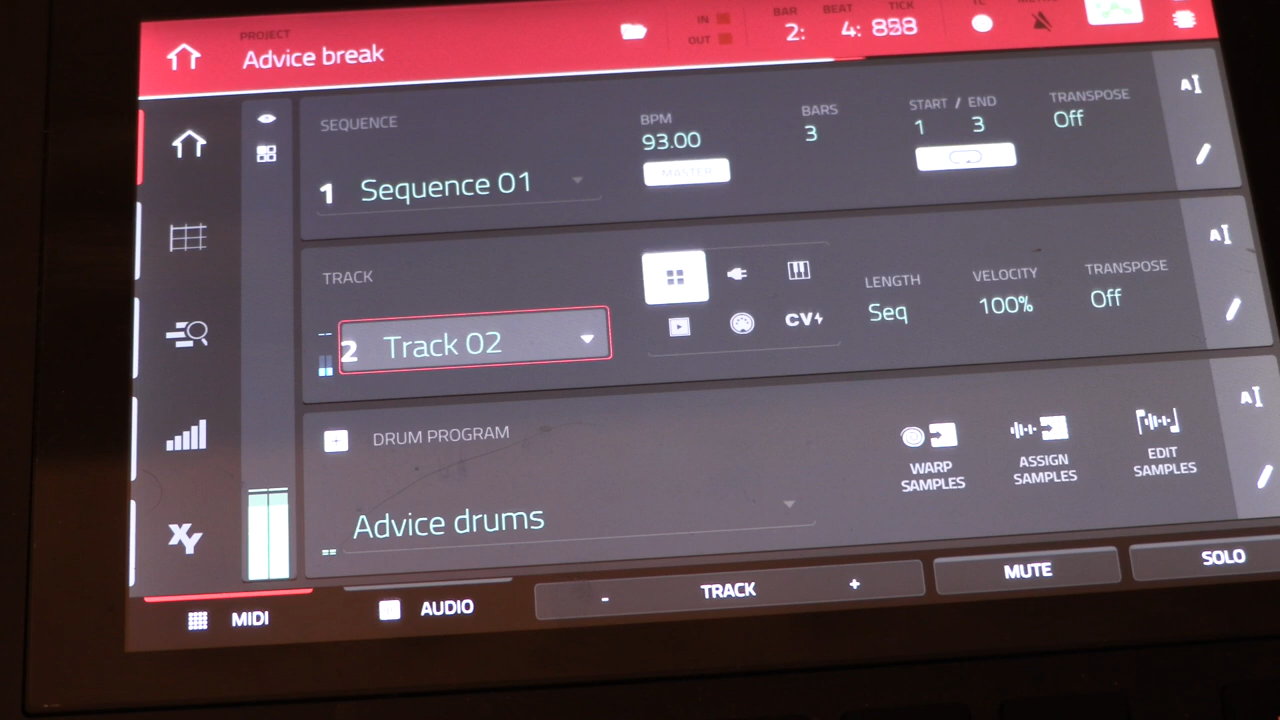 PROJECT
Advice break
IN
OUT
BAR BEAT TICK
2: 4: 858
SEQUENCE
1 Sequence 01
BPM
93.00
MASTER
BARS
3
START / END
1 3
TRANSPOSE
Off
TRACK
2 Track 02
CV
LENGTH
Seq
VELOCITY
100%
TRANSPOSE
Off
DRUM PROGRAM
Advice drums
WARP
SAMPLES
ASSIGN
SAMPLES
EDIT
SAMPLES
XY
MIDI
AUDIO
- TRACK +
MUTE
SOLO